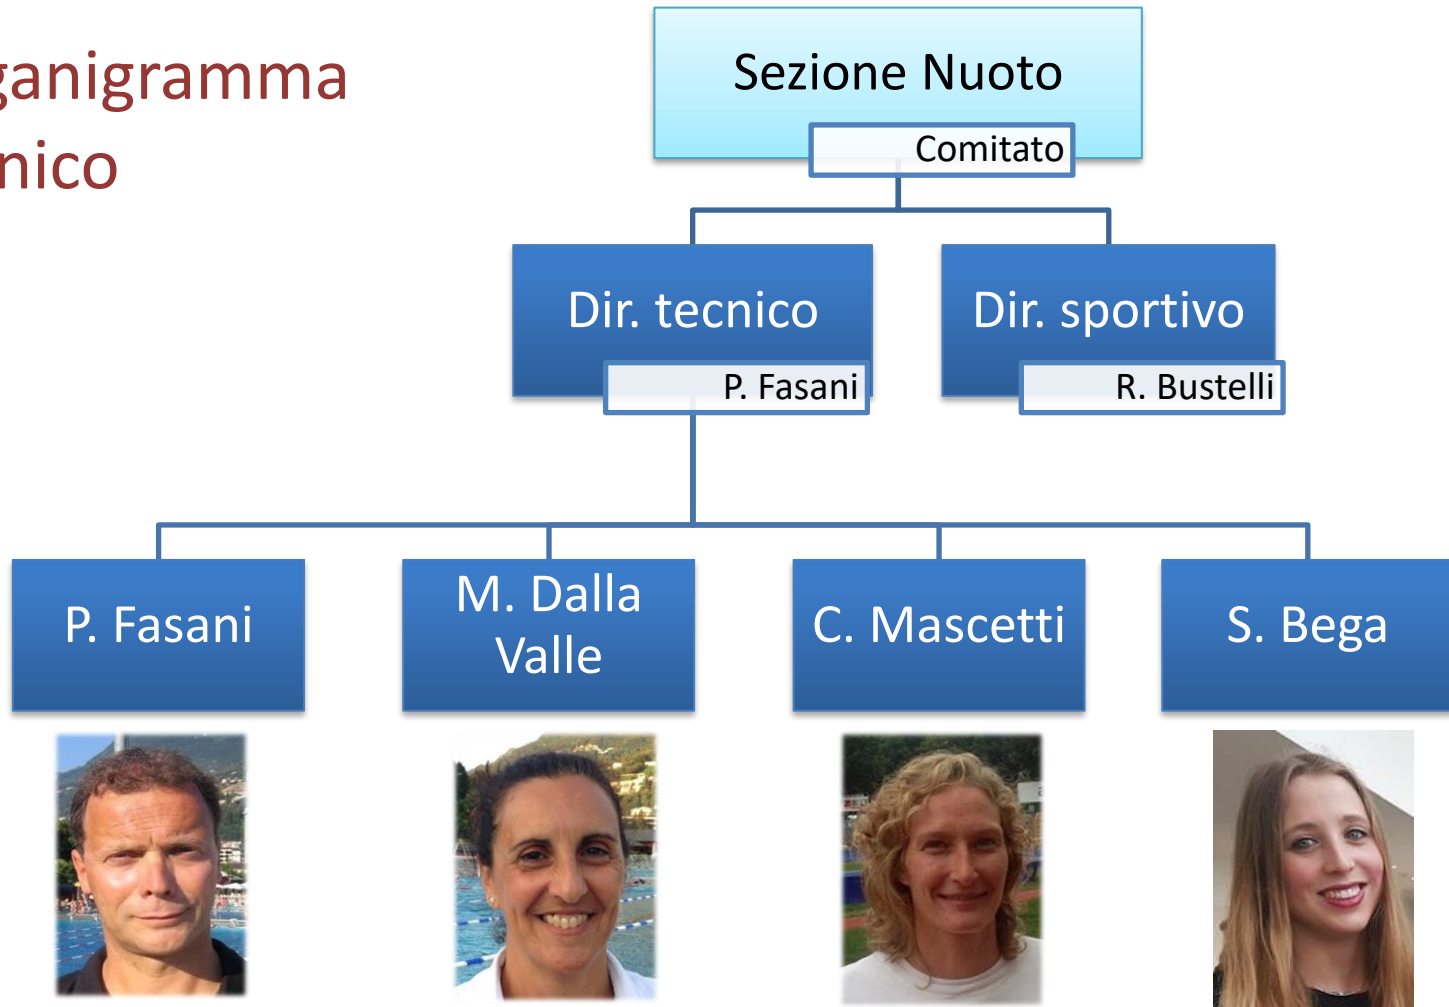 ganigramma
nico
Sezione Nuoto
Comitato
Dir. tecnico
P. Fasani
Dir. sportivo
R. Bustelli
P. Fasani
M. Dalla
Valle
C. Mascetti
S. Bega